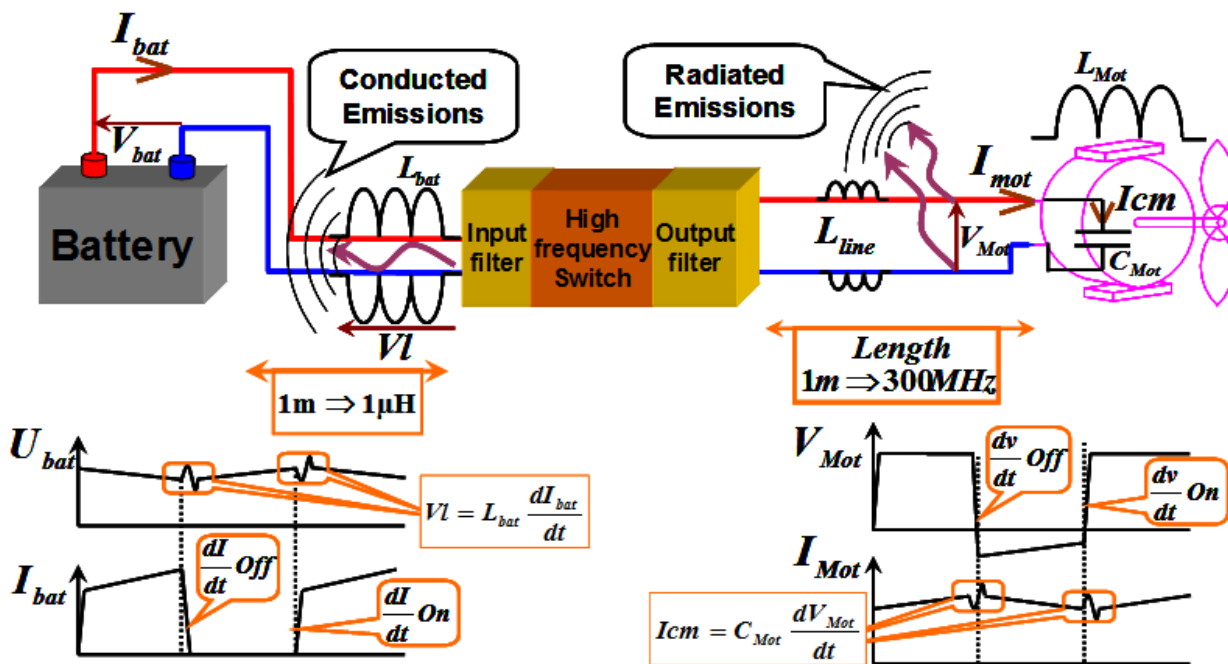 I_bat
Conducted
Emissions
Radiated
Emissions
L_Mot
V_bat
L_bat
I_mot
Icm
Battery
Input
filter
High
frequency
Switch
Output
filter
L_line
V_Mot
C_Mot
Vl
Length
1m ⇒ 300MHz
1m ⇒ 1µH
U_bat
Vl = L_bat dI_bat/dt
V_Mot
dv/dt Off
dv/dt On
I_bat
dI/dt Off
dI/dt On
I_Mot
Icm = C_Mot dV_Mot/dt